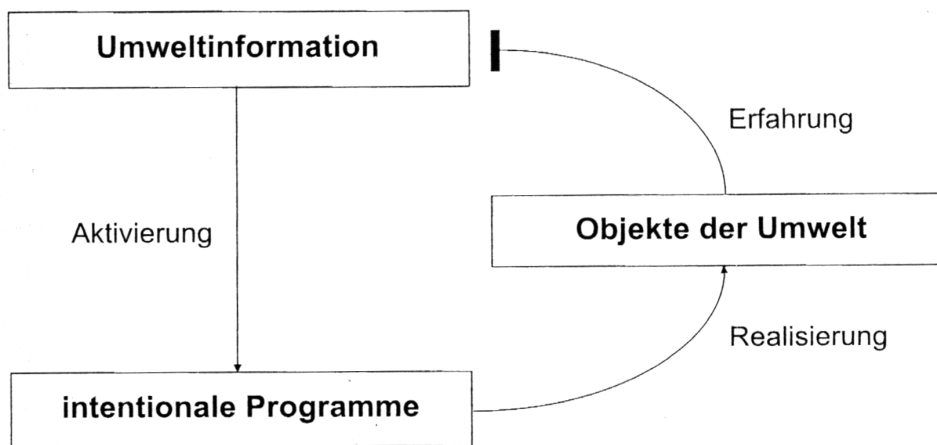 Umweltinformation
Erfahrung
Aktivierung
Objekte der Umwelt
Realisierung
intentionale Programme